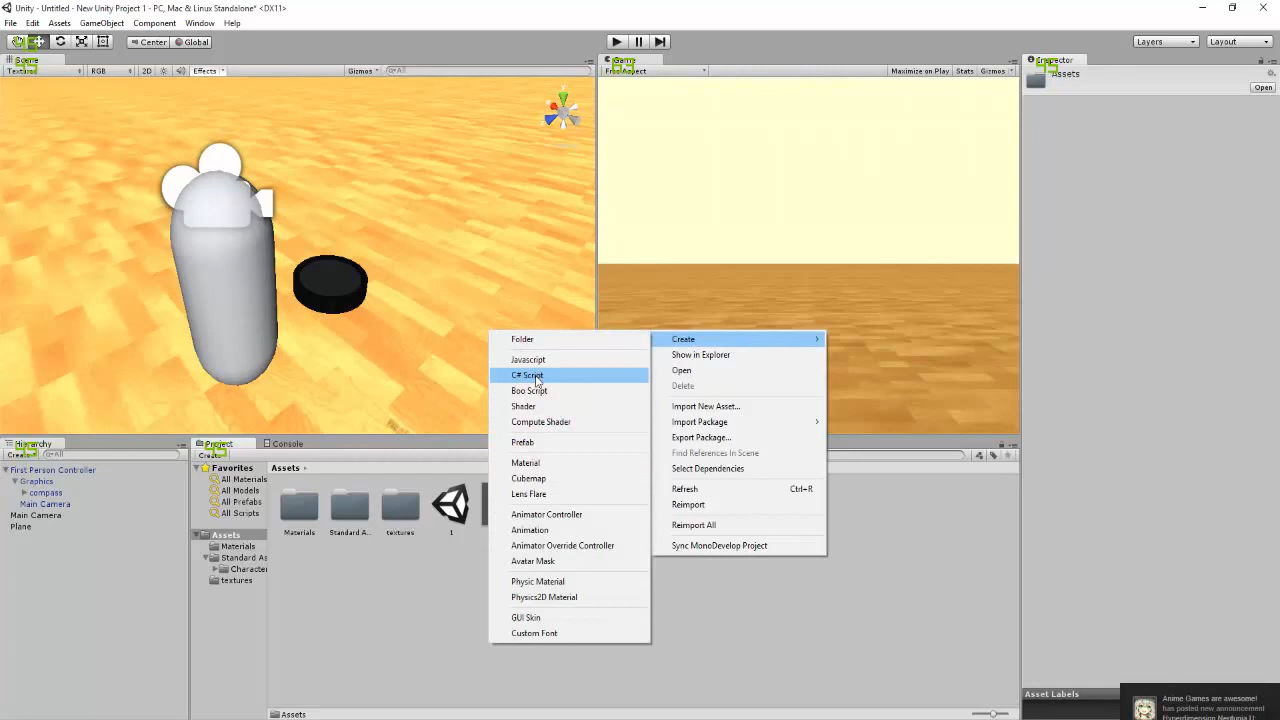 Unity - Untitled - New Unity Project 1 - PC, Mac & Linux Standalone* <DX11>
File Edit Assets GameObject Component Window Help
Center Global
Layers Layout
Scene
RGB 2D Effects Gizmos All
Game
Maximize on Play Stats Gizmos
Inspector
Assets
Open
Create
Show in Explorer
Open
Delete
Import New Asset...
Import Package
Export Package...
Find References In Scene
Select Dependencies
Refresh Ctrl+R
Reimport
Reimport All
Sync MonoDevelop Project
Folder
Javascript
C# Script
Boo Script
Shader
Compute Shader
Prefab
Material
Cubemap
Lens Flare
Animator Controller
Animation
Animator Override Controller
Avatar Mask
Physic Material
Physics2D Material
GUI Skin
Custom Font
Hierarchy
Create All
First Person Controller
Graphics
compass
Main Camera
Main Camera
Plane
Project Console
Create
Favorites
All Materials
All Models
All Prefabs
All Scripts
Assets
Materials
Standard As
Character
textures
Assets
Materials Standard A... textures 1
Assets
Asset Labels
Anime Games are awesome!
has posted new announcement
Hyperdimension Neptunia U: